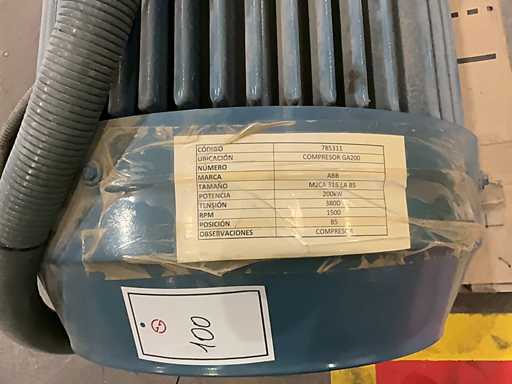 CÓDIGO 785311
UBICACIÓN COMPRESOR GA200
NÚMERO
MARCA ABB
TAMAÑO M2CA 315 LA B5
POTENCIA 200kW
TENSIÓN 3800
RPM 1500
POSICIÓN B5
OBSERVACIONES COMPRESOR
100